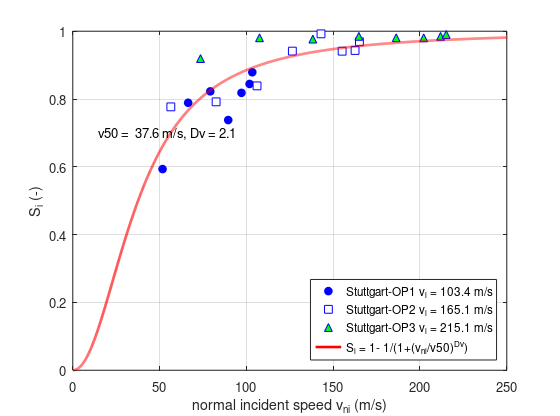 1
0.8
0.6
0.4
0.2
0
S_i (-)
v50 = 37.6 m/s, Dv = 2.1
Stuttgart-OP1 v_i = 103.4 m/s
Stuttgart-OP2 v_i = 165.1 m/s
Stuttgart-OP3 v_i = 215.1 m/s
S_i = 1- 1/(1+(v_ni/v50)^Dv)
0 50 100 150 200 250
normal incident speed v_ni (m/s)